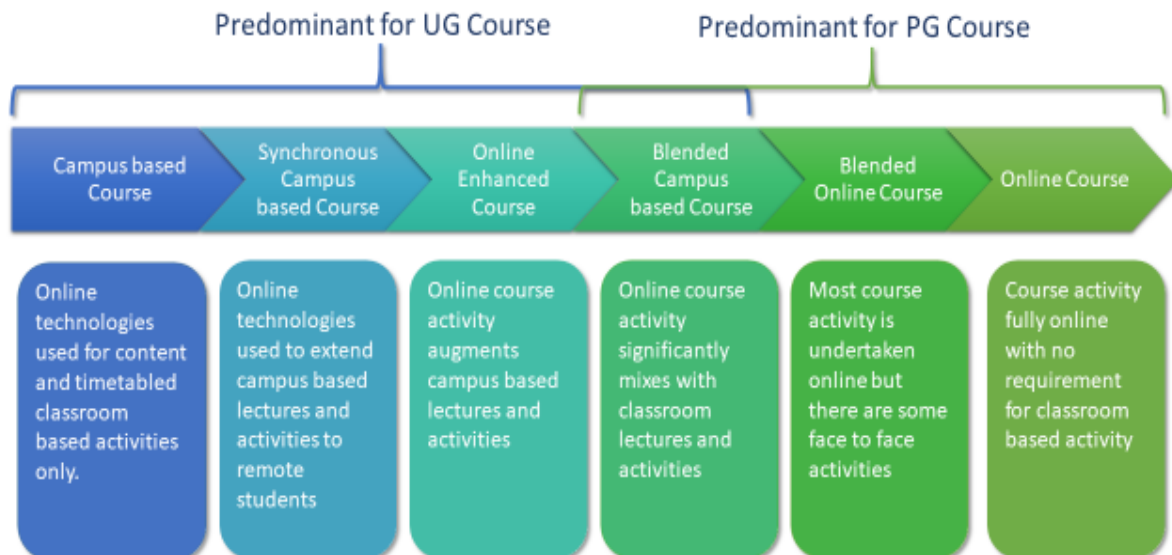 Predominant for UG Course
Predominant for PG Course
Campus based
Course
Synchronous
Campus
based Course
Online
Enhanced
Course
Blended
Campus
based Course
Blended
Online Course
Online Course
Online
technologies
used for content
and timetabled
classroom
based activities
only.
Online
technologies
used to extend
campus based
lectures and
activities to
remote
students
Online course
activity
augments
campus based
lectures and
activities
Online course
activity
significantly
mixes with
classroom
lectures and
activities
Most course
activity is
undertaken
online but
there are some
face to face
activities
Course activity
fully online
with no
requirement
for classroom
based activity